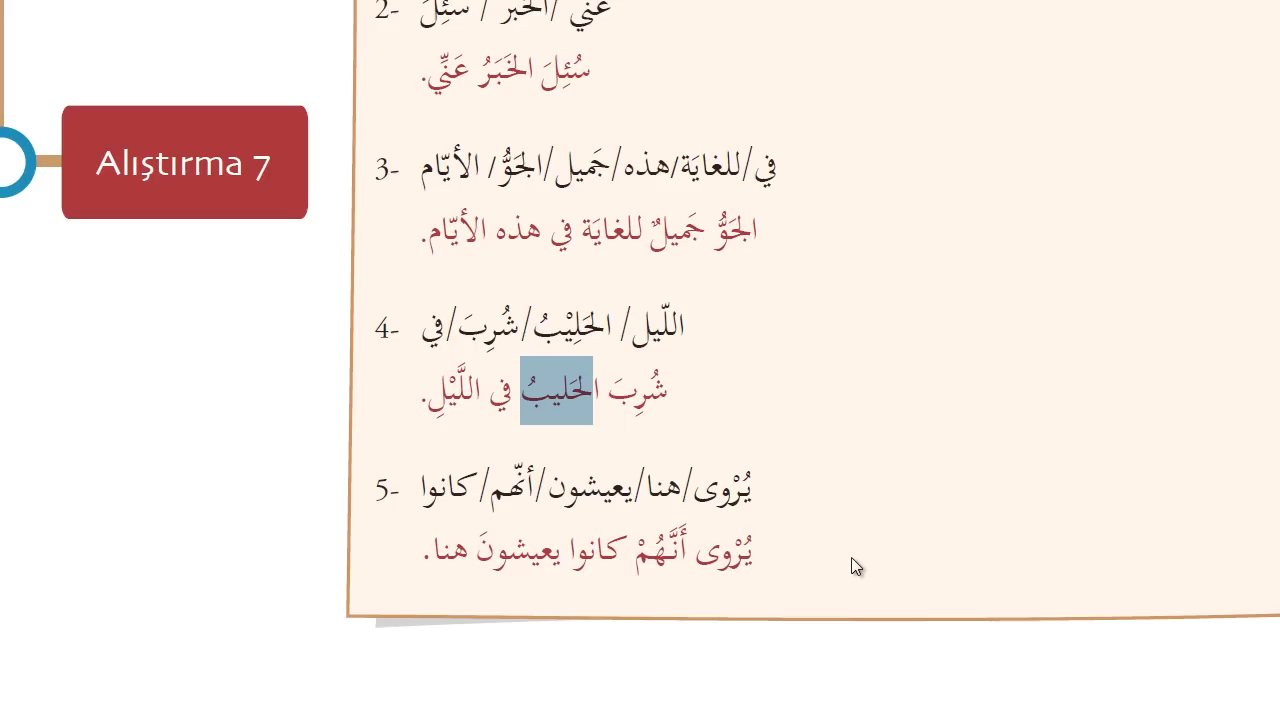 2- عَنّي /الخَبَر / سُئِلَ
سُئِلَ الخَبَرُ عَنِّي.
Alıştırma 7
3- في/للغايَة/هذه/جَميل/الجَوُّ/ الأيّام
الجَوُّ جَميلٌ للغايَة في هذه الأيّام.
4- اللّيل/ الحَلِيْبُ/شُرِبَ/في
شُرِبَ الحَليبُ في اللَّيْلِ.
5- يُرْوى/هنا/يعيشون/أنّهم/كانوا
يُرْوى أَنَّهُمْ كانوا يعيشونَ هنا.